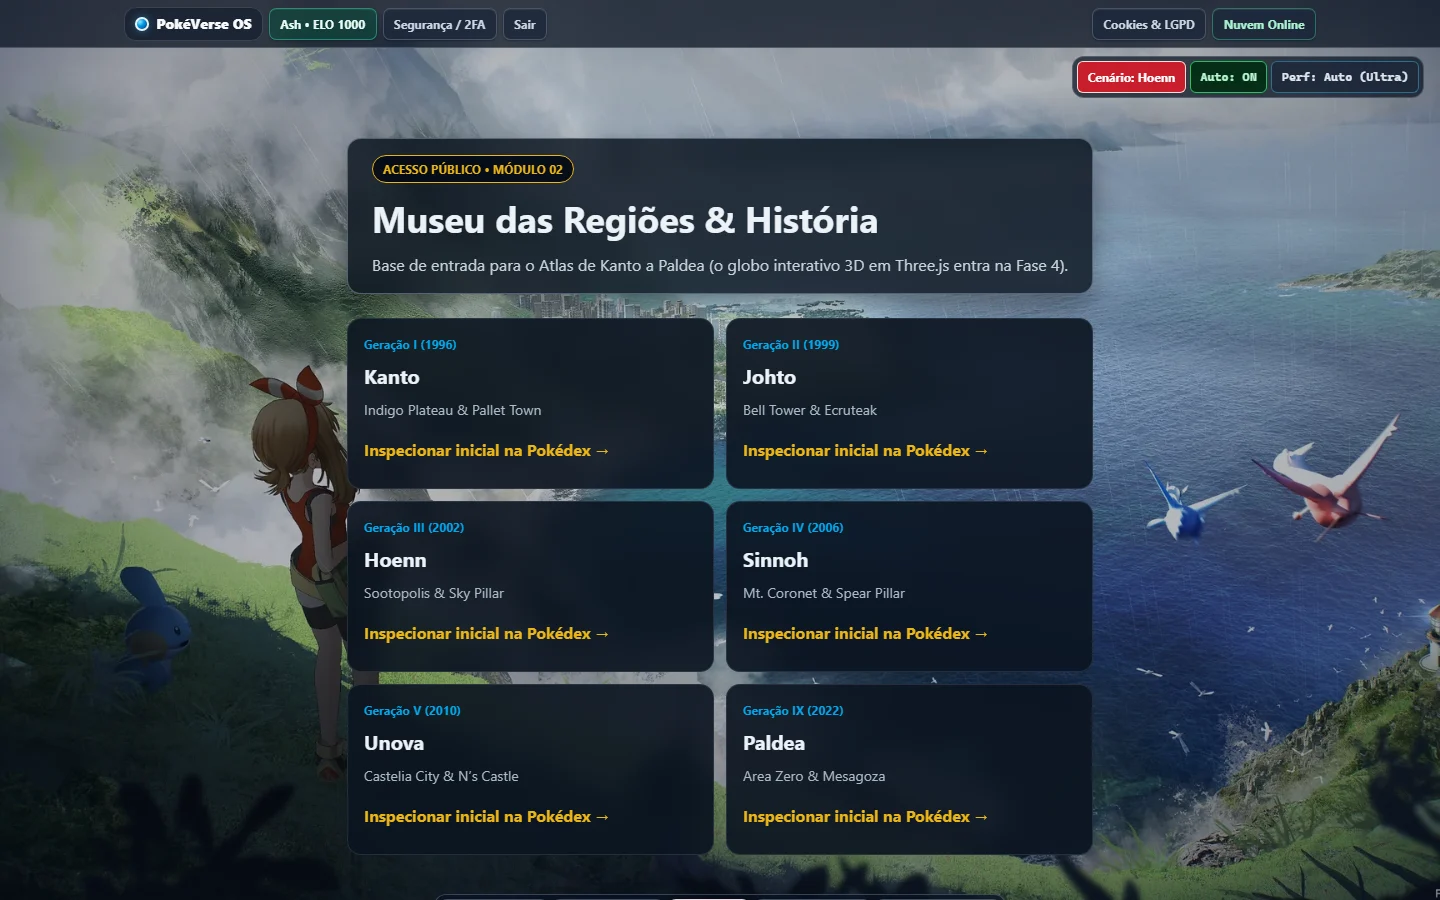 PokéVerse OS
Ash • ELO 1000
Segurança / 2FA
Sair
Cookies & LGPD
Nuvem Online
Cenário: Hoenn
Auto: ON
Perf: Auto (Ultra)
ACESSO PÚBLICO • MÓDULO 02
Museu das Regiões & História
Base de entrada para o Atlas de Kanto a Paldea (o globo interativo 3D em Three.js entra na Fase 4).
Geração I (1996)
Kanto
Indigo Plateau & Pallet Town
Inspecionar inicial na Pokédex →
Geração II (1999)
Johto
Bell Tower & Ecruteak
Inspecionar inicial na Pokédex →
Geração III (2002)
Hoenn
Sootopolis & Sky Pillar
Inspecionar inicial na Pokédex →
Geração IV (2006)
Sinnoh
Mt. Coronet & Spear Pillar
Inspecionar inicial na Pokédex →
Geração V (2010)
Unova
Castelia City & N's Castle
Inspecionar inicial na Pokédex →
Geração IX (2022)
Paldea
Area Zero & Mesagoza
Inspecionar inicial na Pokédex →